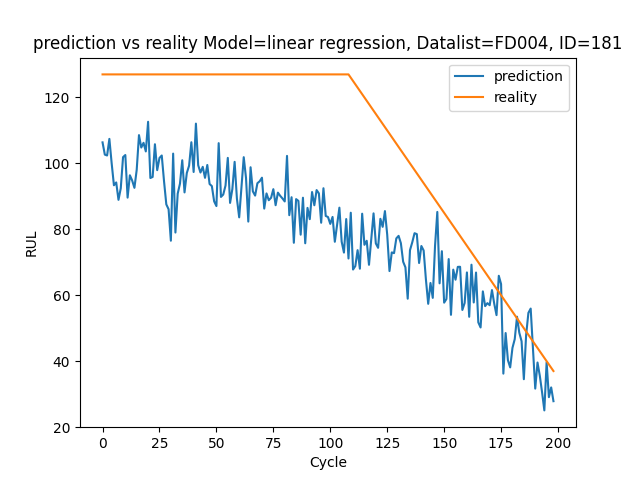 prediction vs reality Model=linear regression, Datalist=FD004, ID=181
prediction
reality
120
100
80
60
40
20
RUL
0 25 50 75 100 125 150 175 200
Cycle